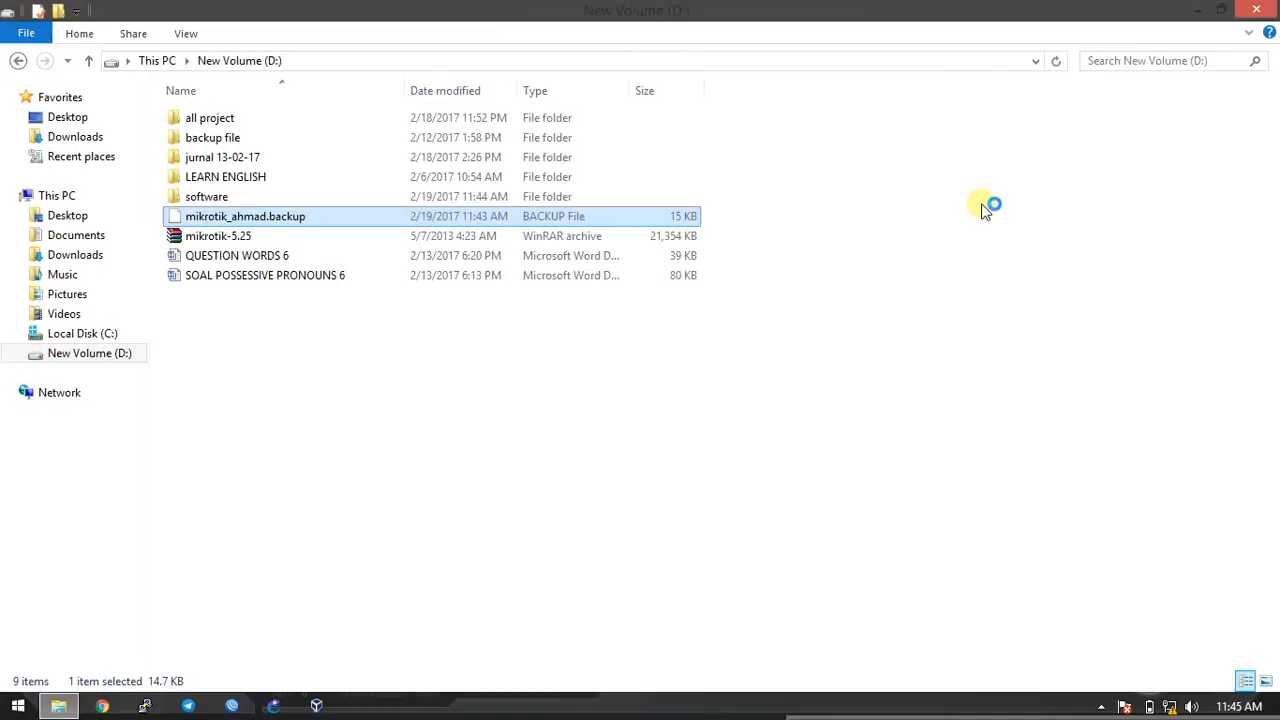 New Volume (D:)
File Home Share View
This PC New Volume (D:) Search New Volume (D:)
Name Date modified Type Size
Favorites
Desktop
Downloads
Recent places
This PC
Desktop
Documents
Downloads
Music
Pictures
Videos
Local Disk (C:)
New Volume (D:)
Network
all project 2/18/2017 11:52 PM File folder
backup file 2/12/2017 1:58 PM File folder
jurnal 13-02-17 2/18/2017 2:26 PM File folder
LEARN ENGLISH 2/6/2017 10:54 AM File folder
software 2/19/2017 11:44 AM File folder
mikrotik_ahmad.backup 2/19/2017 11:43 AM BACKUP File 15 KB
mikrotik-5.25 5/7/2013 4:23 AM WinRAR archive 21,354 KB
QUESTION WORDS 6 2/13/2017 6:20 PM Microsoft Word D... 39 KB
SOAL POSSESSIVE PRONOUNS 6 2/13/2017 6:13 PM Microsoft Word D... 80 KB
9 items 1 item selected 14.7 KB
11:45 AM